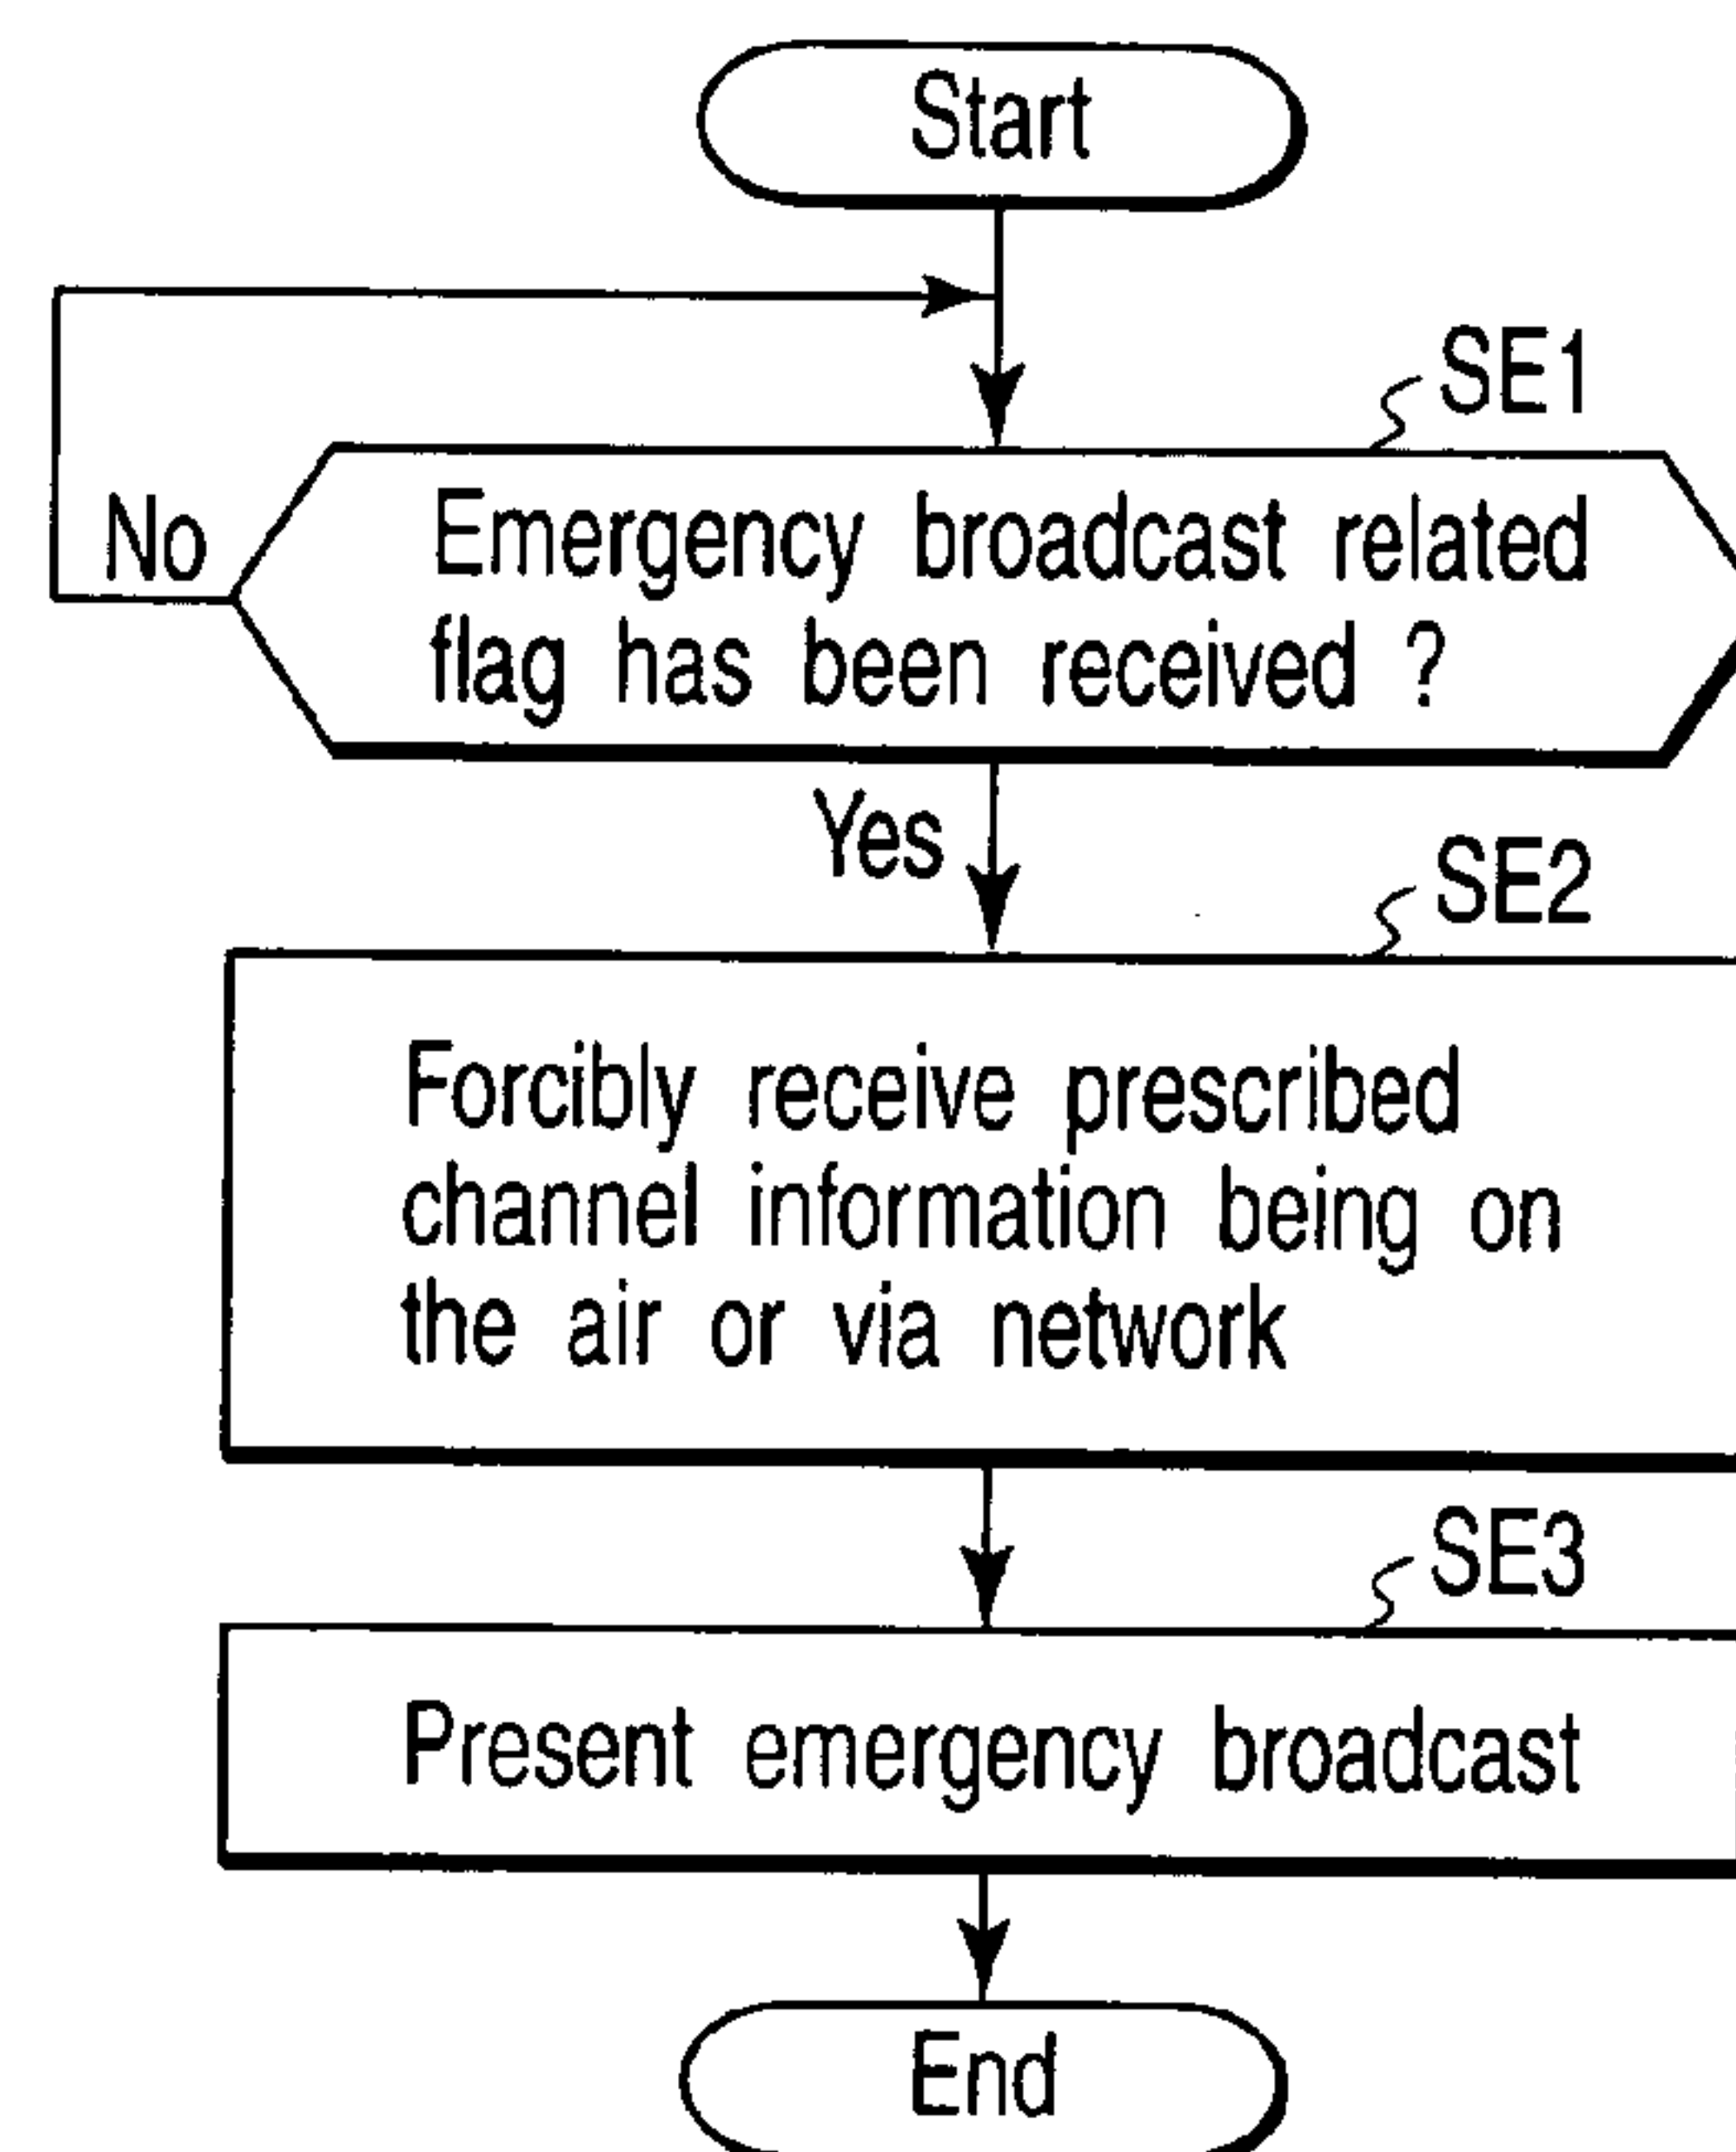 Start
SE1
No
Emergency broadcast related
flag has been received ?
Yes
SE2
Forcibly receive prescribed
channel information being on
the air or via network
SE3
Present emergency broadcast
End